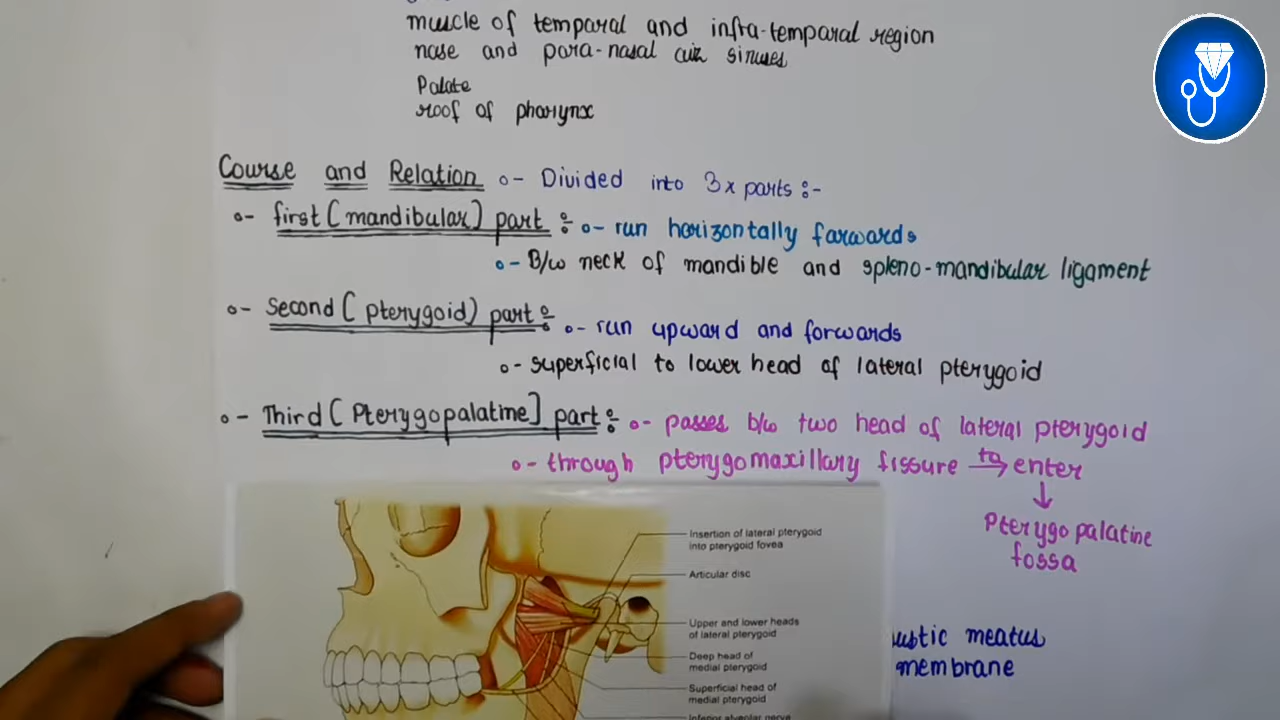 muscle of temporal and infra-temporal region
nose and para-nasal air sinuses
Palate
roof of pharynx
Course and Relation o- Divided into 3x parts :-
o- first (mandibular) part : o- run horizontally farwards
o- B/w neck of mandible and spleno-mandibular ligament
o- Second (pterygoid) part : o- run upward and forwards
o- superficial to lower head of lateral pterygoid
o- Third (Pterygopalatine] part : o- passes b/w two head of lateral pterygoid
o- through pterygomaxillary fissure to → enter
↓
Pterygo palatine
fossa
Insertion of lateral pterygoid
into pterygoid fovea
Articular disc
Upper and lower heads
of lateral pterygoid
Deep head of
medial pterygoid
Superficial head of
medial pterygoid
Inferior alveolar nerve
ustic meatus
membrane